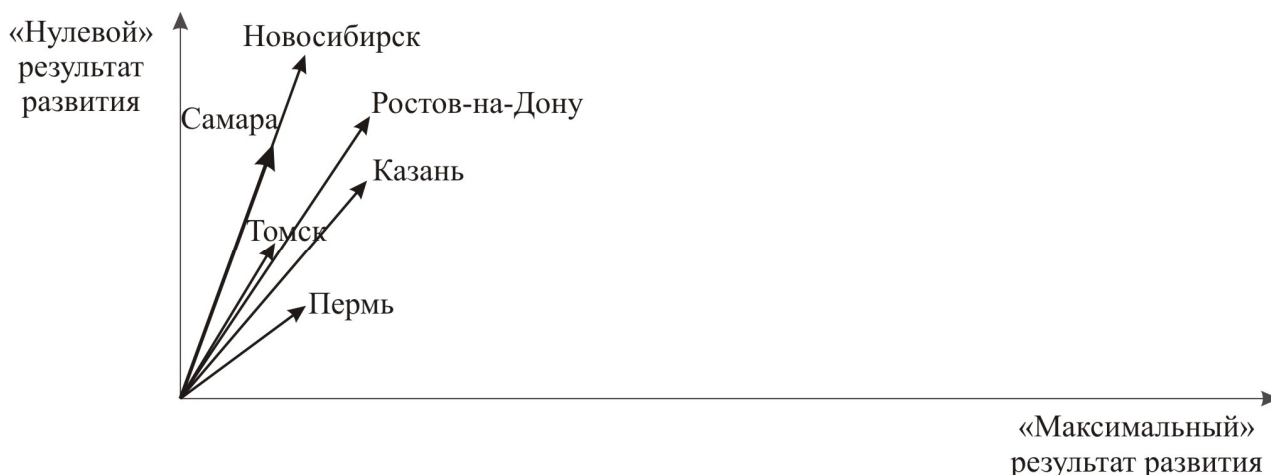 «Нулевой»
результат
развития
Новосибирск
Ростов-на-Дону
Самара
Казань
Томск
Пермь
«Максимальный»
результат развития